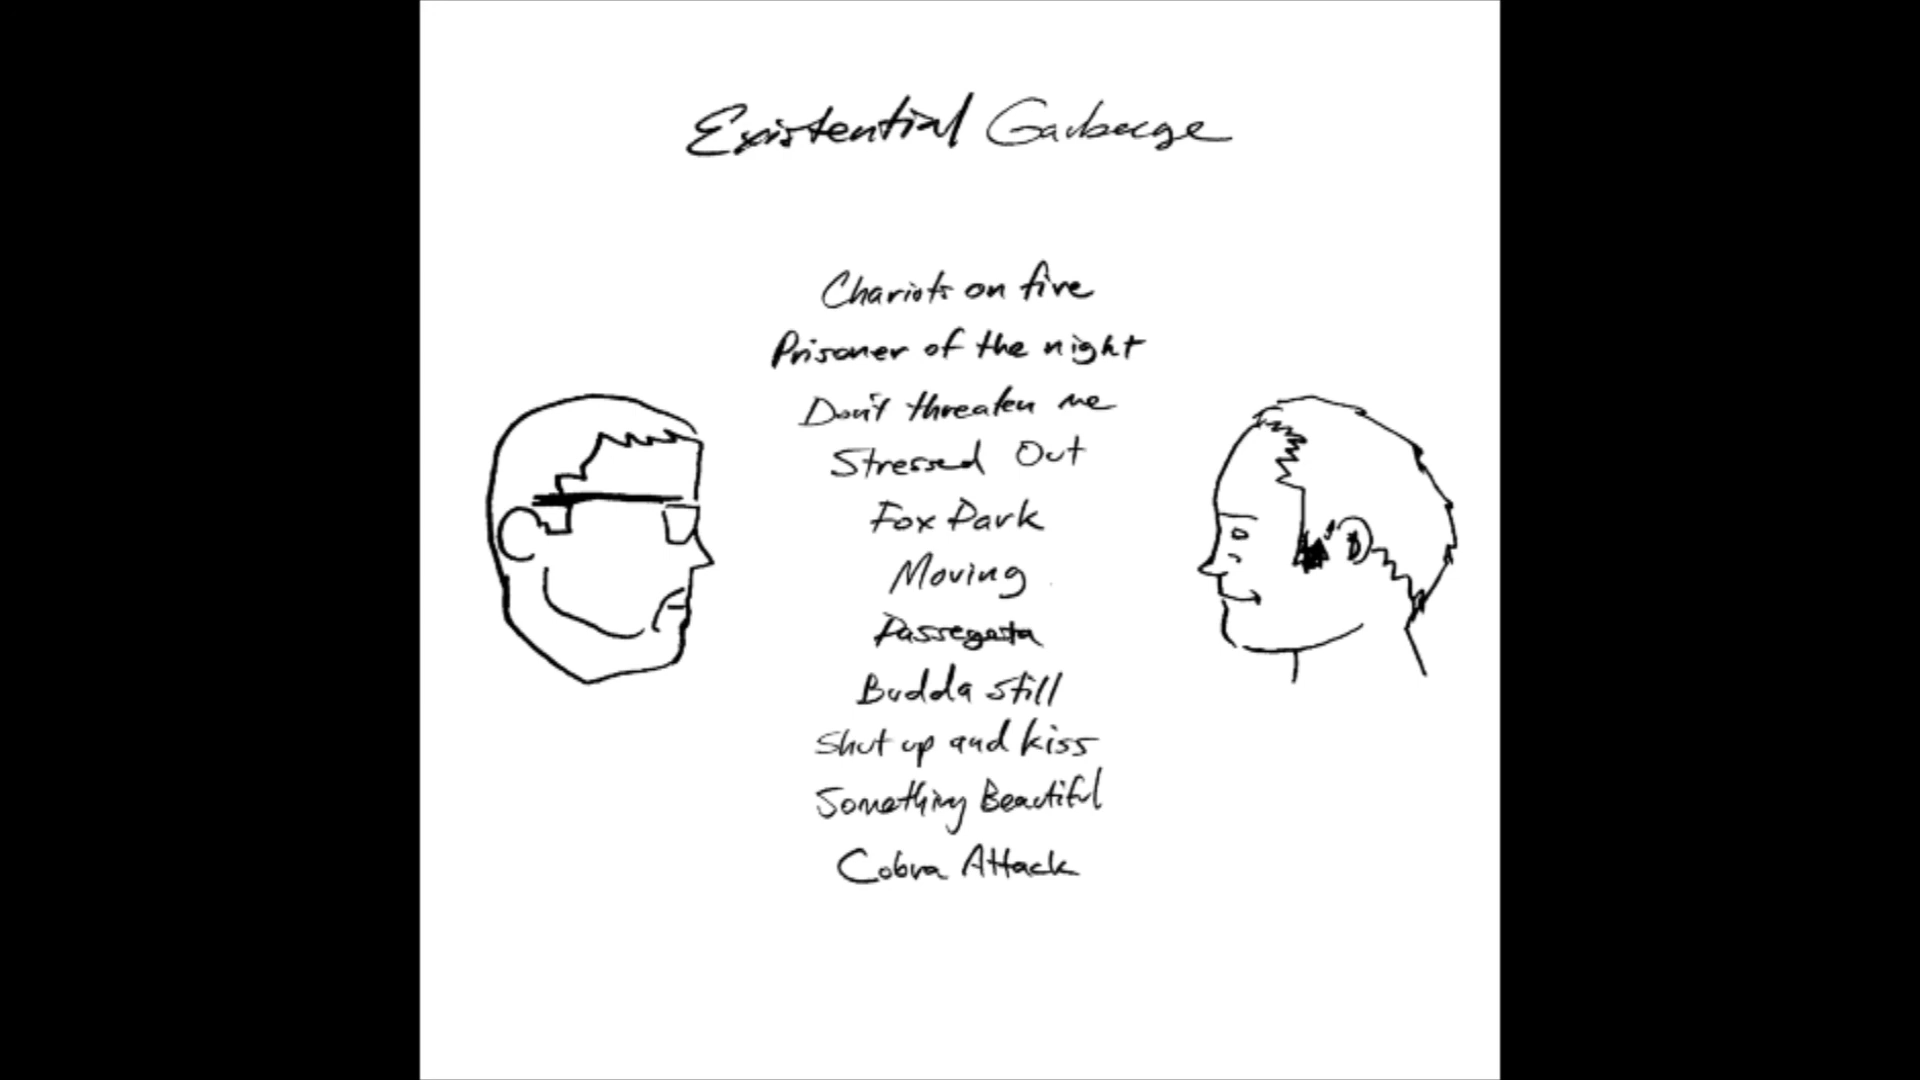 Existential Garbage
Chariots on fire
Prisoner of the night
Don't threaten me
Stressed Out
Fox Park
Moving
Passegata
Budda still
Shut up and kiss
Something Beautiful
Cobra Attack